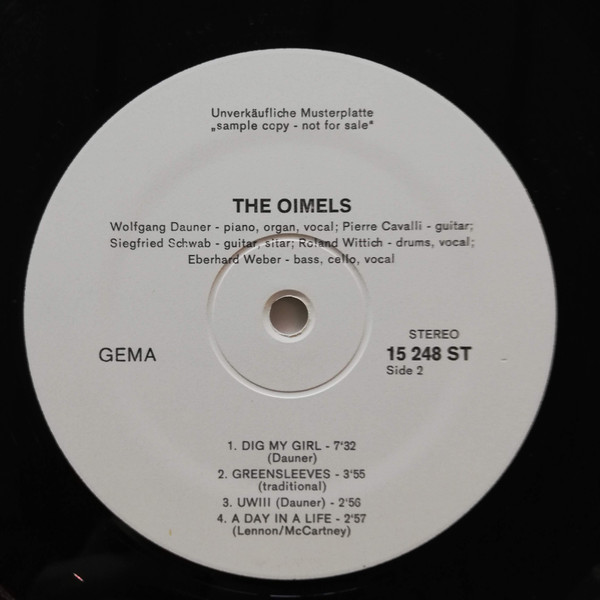 Unverkäufliche Musterplatte
„sample copy - not for sale"
THE OIMELS
Wolfgang Dauner - piano, organ, vocal; Pierre Cavalli - guitar;
Siegfried Schwab - guitar, sitar; Roland Wittich - drums, vocal;
Eberhard Weber - bass, cello, vocal
STEREO
GEMA
15 248 ST
Side 2
1. DIG MY GIRL - 7'32
(Dauner)
2. GREENSLEEVES - 3'55
(traditional)
3. UWIII (Dauner) - 2'56
4. A DAY IN A LIFE - 2'57
(Lennon/McCartney)